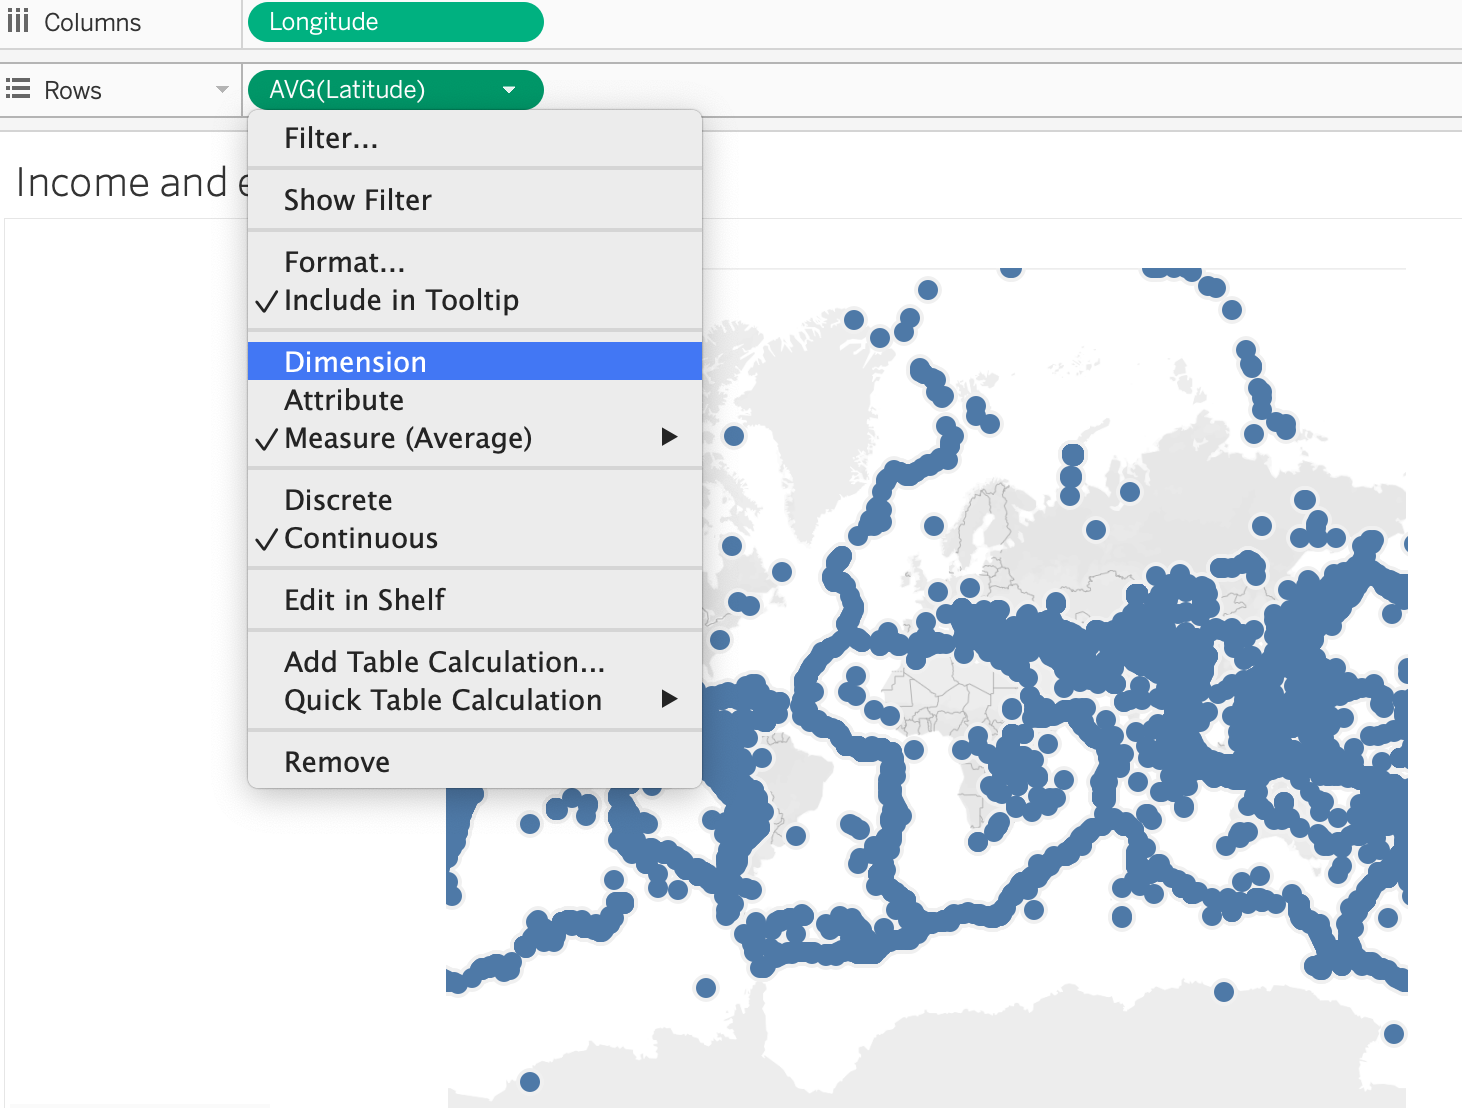 Columns
Longitude
Rows
AVG(Latitude)
Income and
Filter...
Show Filter
Format...
✓ Include in Tooltip
Dimension
Attribute
✓ Measure (Average)
Discrete
✓ Continuous
Edit in Shelf
Add Table Calculation...
Quick Table Calculation
Remove